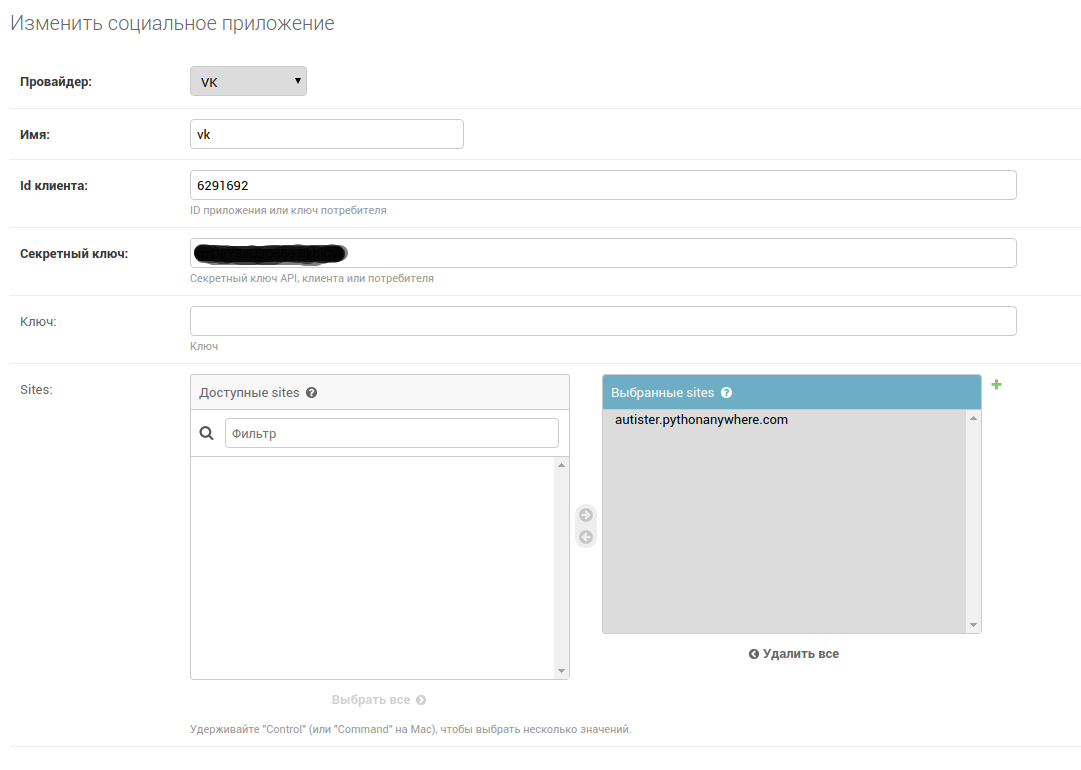 Изменить социальное приложение
Провайдер:
VK
Имя:
vk
Id клиента:
6291692
ID приложения или ключ потребителя
Секретный ключ:
Секретный ключ API, клиента или потребителя
Ключ:
Ключ
Sites:
Доступные sites ?
Фильтр
Выбрать все
Выбранные sites ?
autister.pythonanywhere.com
Удалить все
Удерживайте "Control" (или "Command" на Mac), чтобы выбрать несколько значений.